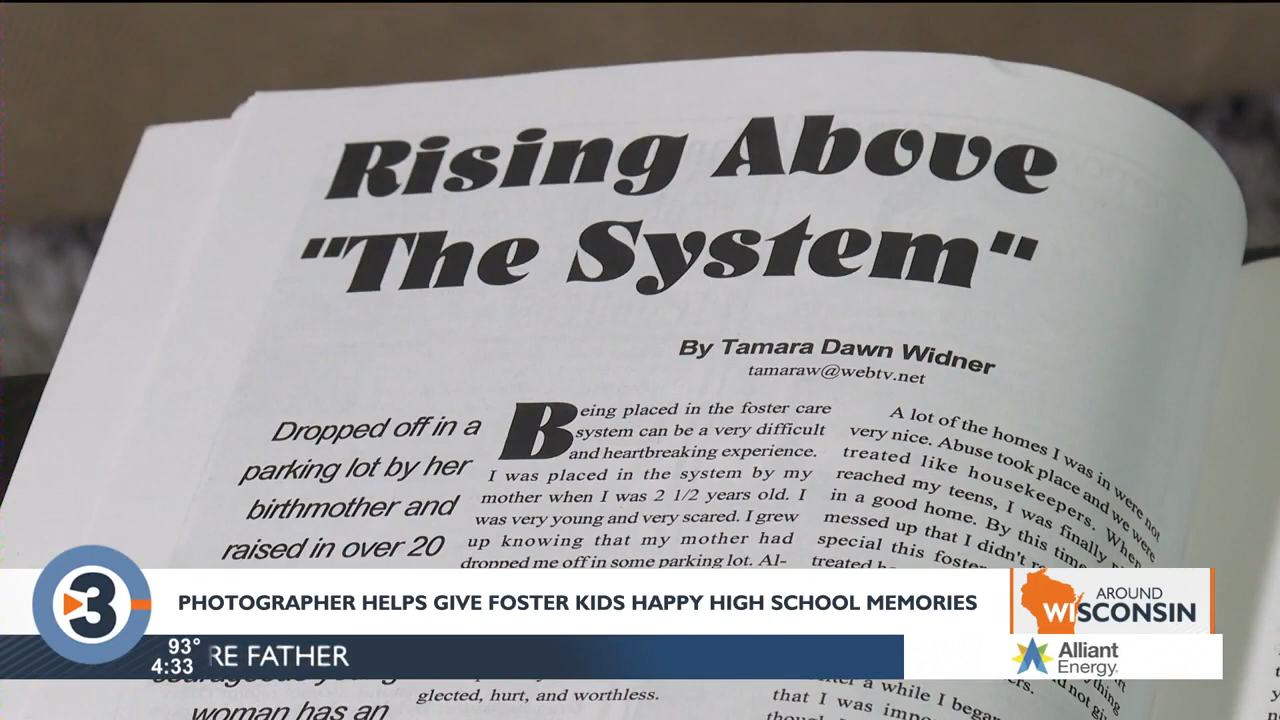 Rising Above
"The System"
By Tamara Dawn Widner
tamaraw@webtv.net
Dropped off in a
parking lot by her
birthmother and
raised in over 20
woman has an
Being placed in the foster care
system can be a very difficult
and heartbreaking experience.
I was placed in the system by my
mother when I was 2 1/2 years old. I
was very young and very scared. I grew
up knowing that my mother had
dropped me off in some parking lot. Al-
glected, hurt, and worthless.
A lot of the homes I was in were not
very nice. Abuse took place and we were
treated like housekeepers. When
reached my teens, I was finally
in a good home. By this time
messed up that I didn't
special this foster
treated
a while I began
that I was
3
PHOTOGRAPHER HELPS GIVE FOSTER KIDS HAPPY HIGH SCHOOL MEMORIES
AROUND
WISCONSIN
93°
4:33
RE FATHER
Alliant
Energy